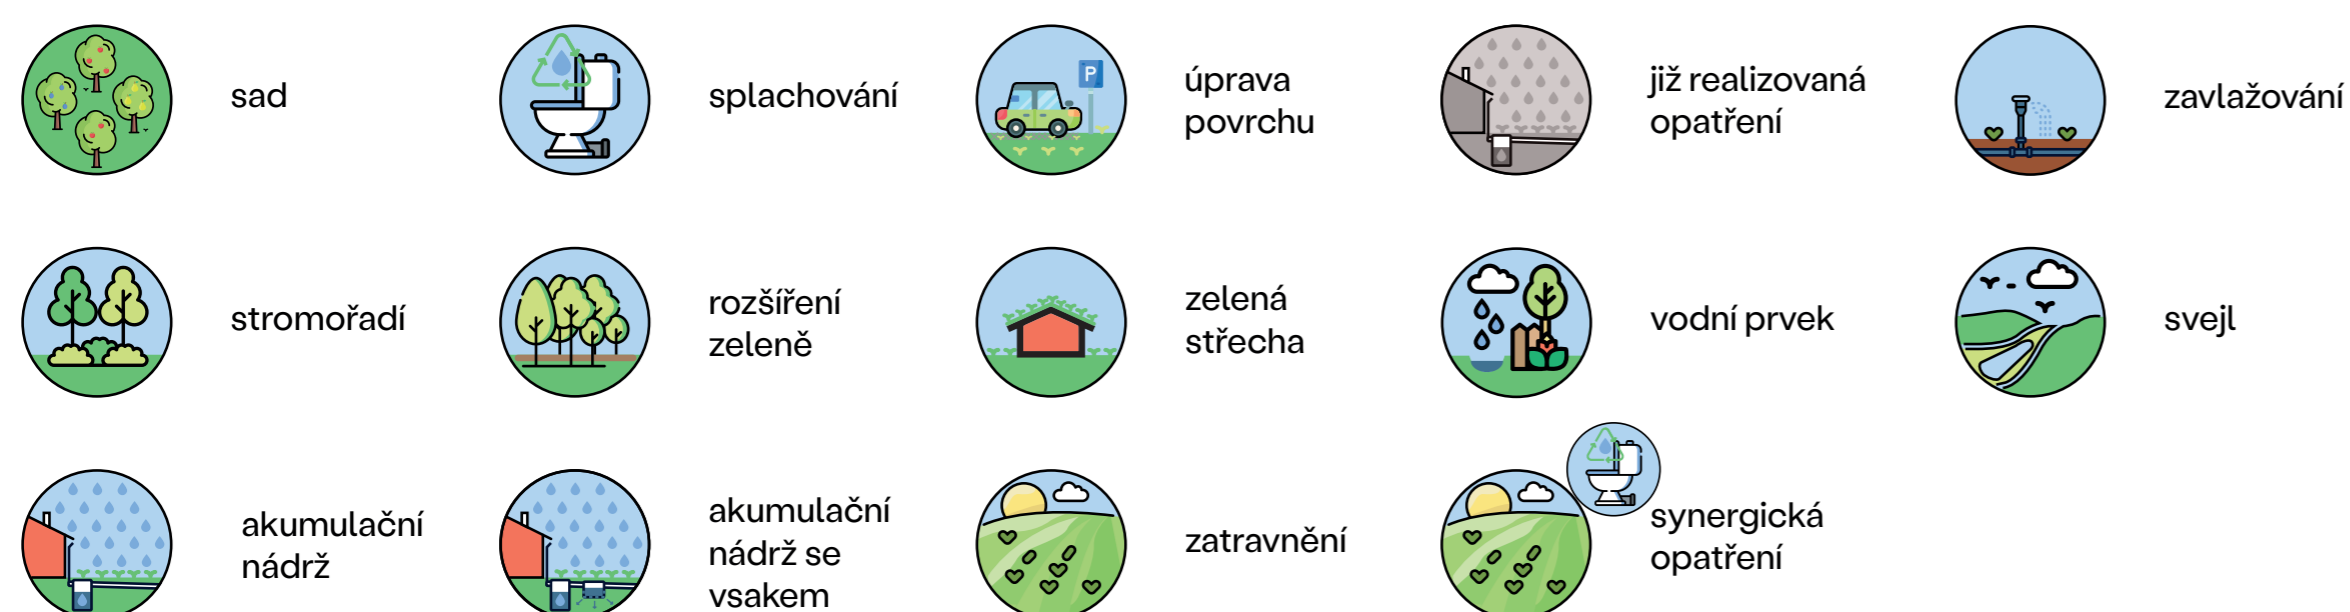 sad
splachování
úprava
povrchu
P
již realizovaná
opatření
zavlažování
stromořadí
rozšíření
zeleně
zelená
střecha
vodní prvek
svejl
akumulační
nádrž
akumulační
nádrž se
vsakem
zatravnění
synergická
opatření